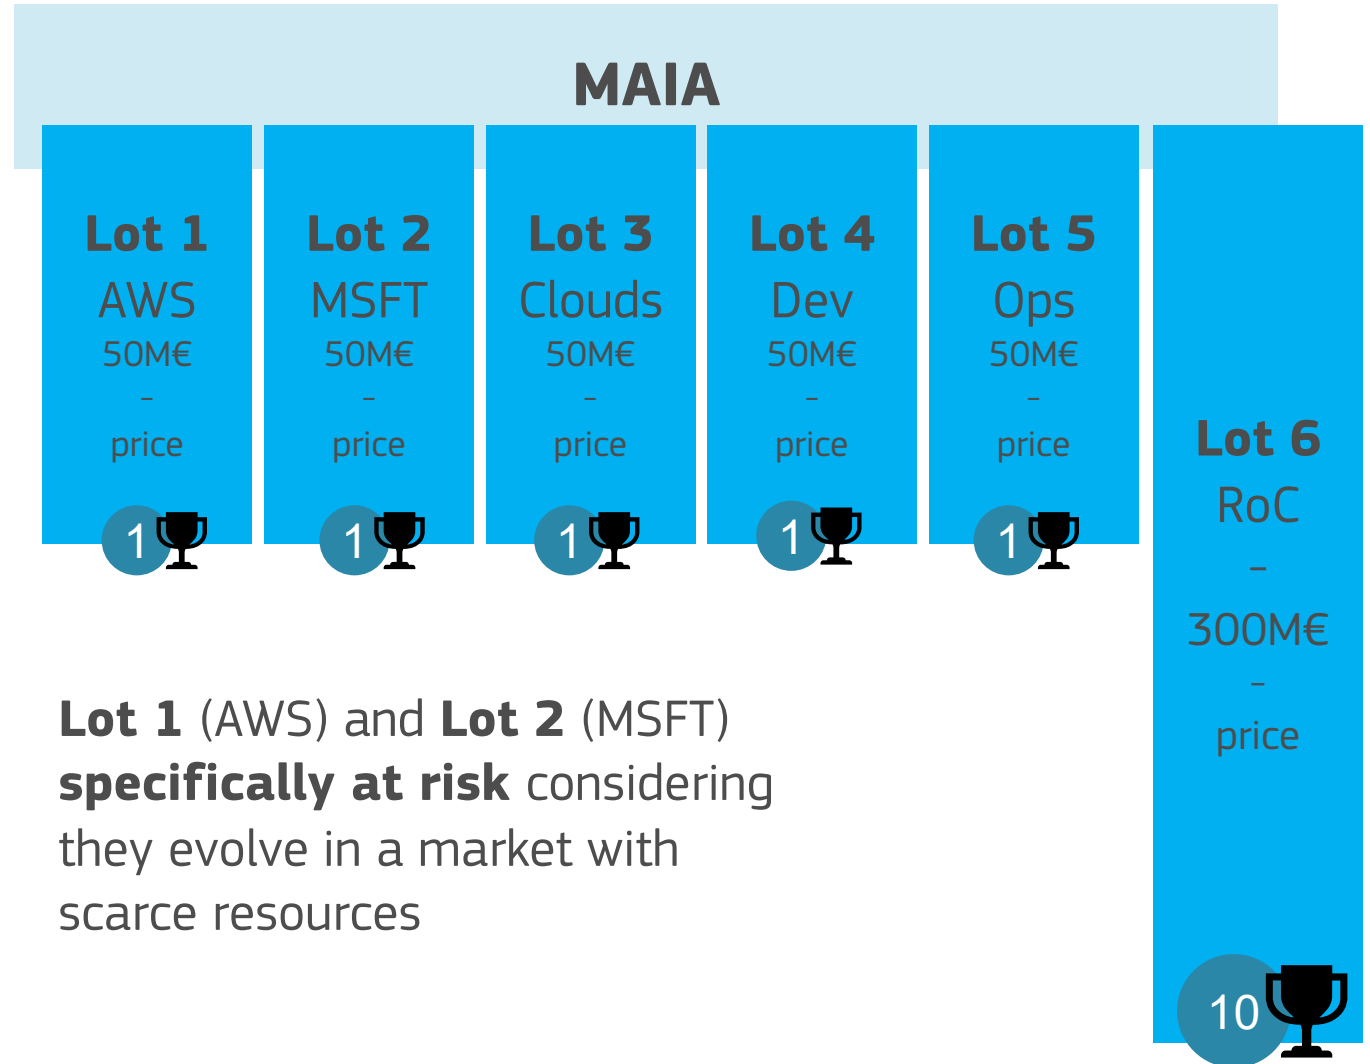 MAIA
Lot 1
AWS
50M€
–
price
1
Lot 2
MSFT
50M€
–
price
1
Lot 3
Clouds
50M€
–
price
1
Lot 4
Dev
50M€
–
price
1
Lot 5
Ops
50M€
–
price
1
Lot 6
RoC
–
300M€
–
price
10
Lot 1 (AWS) and Lot 2 (MSFT)
specifically at risk considering
they evolve in a market with
scarce resources